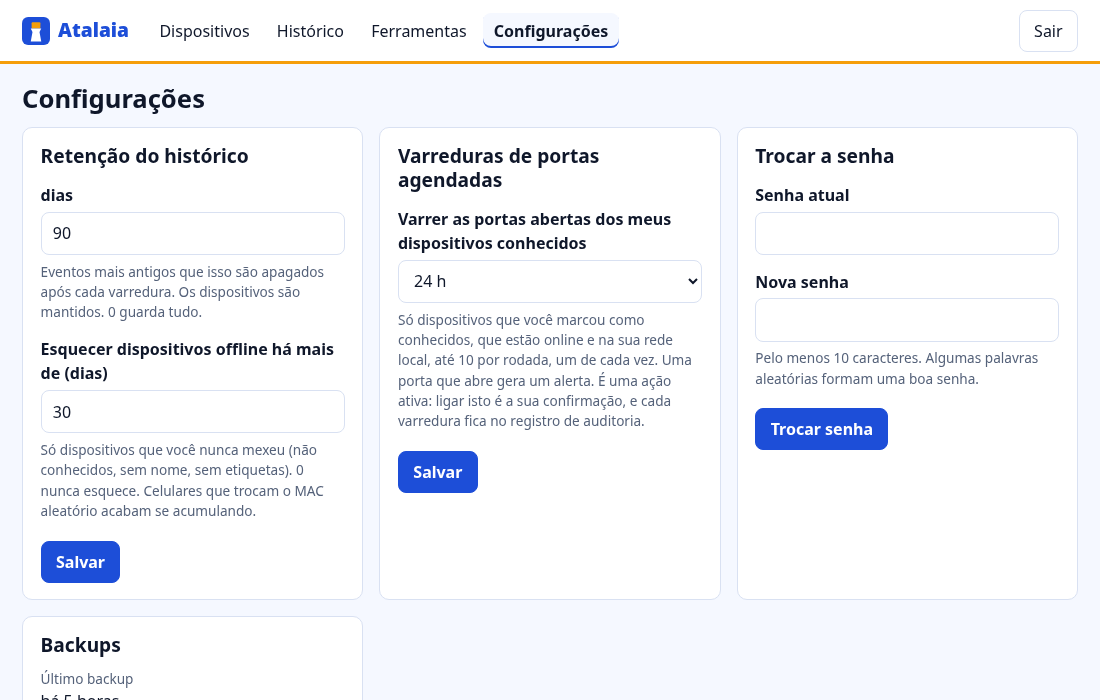 Atalaia
Dispositivos
Histórico
Ferramentas
Configurações
Sair
Configurações
Retenção do histórico
dias
90
Eventos mais antigos que isso são apagados
após cada varredura. Os dispositivos são
mantidos. 0 guarda tudo.
Esquecer dispositivos offline há mais
de (dias)
30
Só dispositivos que você nunca mexeu (não
conhecidos, sem nome, sem etiquetas). 0
nunca esquece. Celulares que trocam o MAC
aleatório acabam se acumulando.
Salvar
Varreduras de portas
agendadas
Varrer as portas abertas dos meus
dispositivos conhecidos
24 h
Só dispositivos que você marcou como
conhecidos, que estão online e na sua rede
local, até 10 por rodada, um de cada vez. Uma
porta que abre gera um alerta. É uma ação
ativa: ligar isto é a sua confirmação, e cada
varredura fica no registro de auditoria.
Salvar
Trocar a senha
Senha atual
Nova senha
Pelo menos 10 caracteres. Algumas palavras
aleatórias formam uma boa senha.
Trocar senha
Backups
Último backup
há 5 horas